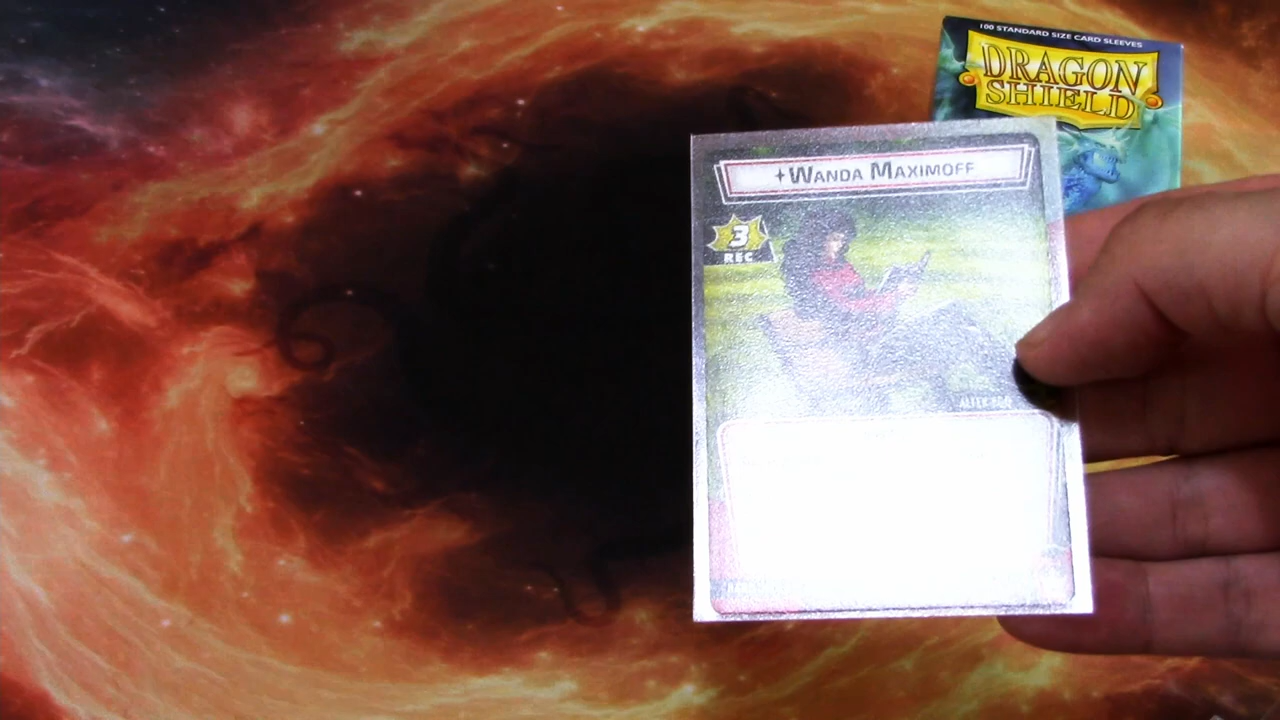 100 STANDARD SIZE CARD SLEEVES
DRAGON
SHIELD
WANDA MAXIMOFF
3
REC